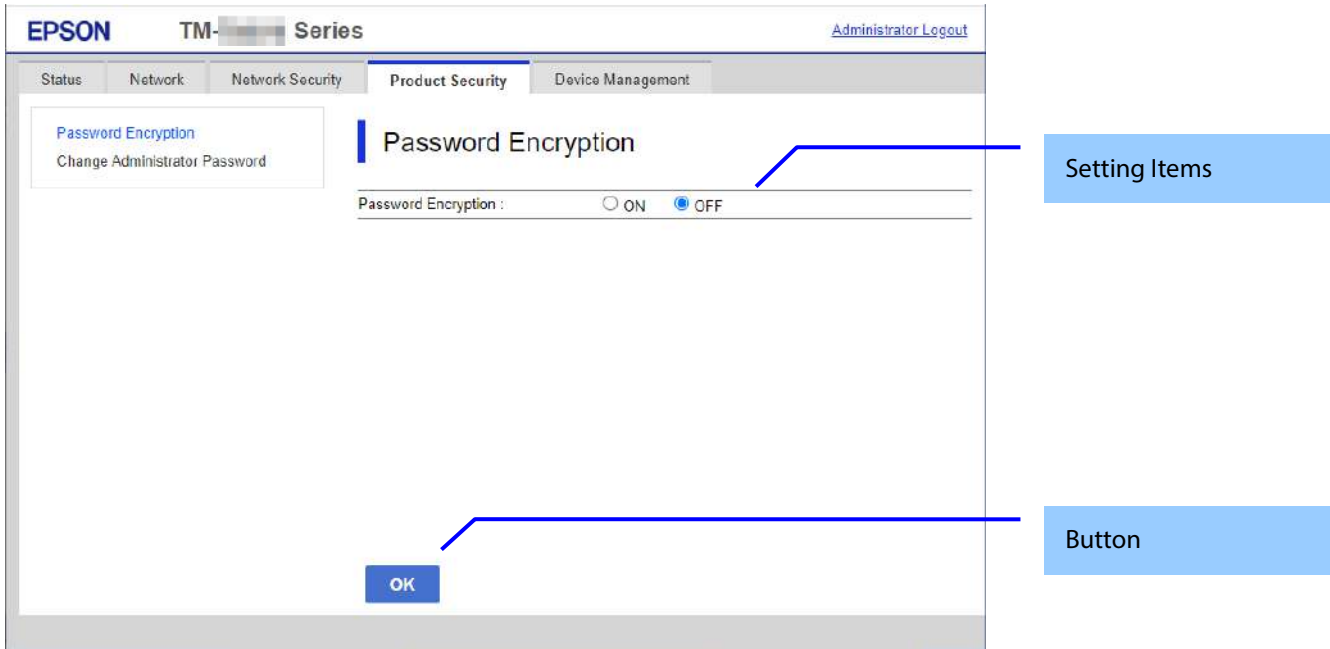 EPSON TM- Series Administrator Logout
Status Network Network Security Product Security Device Management
Password Encryption
Change Administrator Password
Password Encryption
Password Encryption : ON OFF
Setting Items
Button
OK